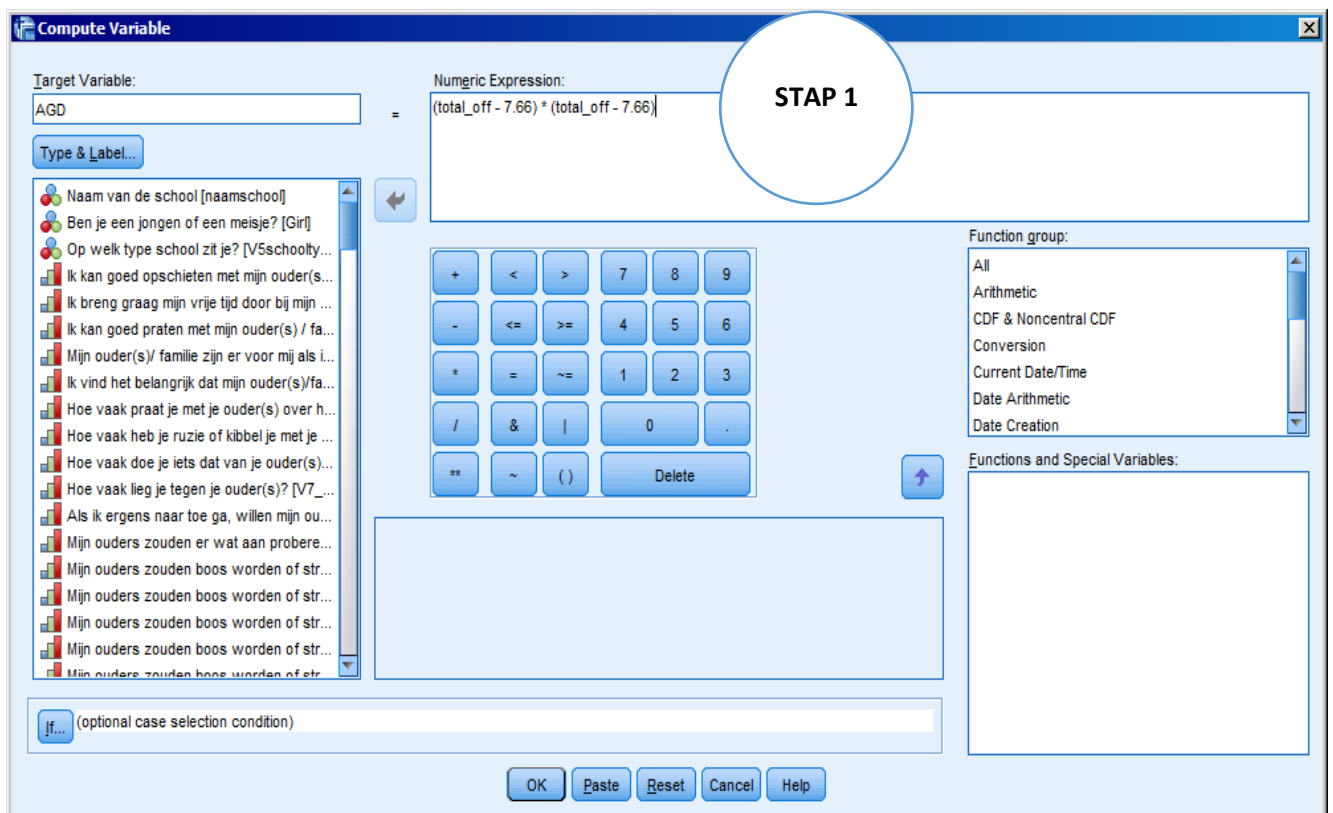 Compute Variable
Target Variable:
AGD
=
Numeric Expression:
(total_off - 7.66) * (total_off - 7.66)
STAP 1
Type & Label...
Naam van de school [naamschool]
Ben je een jongen of een meisje? [Girl]
Op welk type school zit je? [V5schoolty...
Ik kan goed opschieten met mijn ouder(s...
Ik breng graag mijn vrije tijd door bij mijn ...
Ik kan goed praten met mijn ouder(s) / fa...
Mijn ouder(s)/ familie zijn er voor mij als i...
Ik vind het belangrijk dat mijn ouder(s)/fa...
Hoe vaak praat je met je ouder(s) over h...
Hoe vaak heb je ruzie of kibbel je met je ...
Hoe vaak doe je iets dat van je ouder(s)...
Hoe vaak lieg je tegen je ouder(s)? [V7_...
Als ik ergens naar toe ga, willen mijn ou...
Mijn ouders zouden er wat aan probere...
Mijn ouders zouden boos worden of str...
Mijn ouders zouden boos worden of str...
Mijn ouders zouden boos worden of str...
Mijn ouders zouden boos worden of str...
Mijn ouders zouden boos worden of str
+ < > 7 8 9
- <= >= 4 5 6
* = ~= 1 2 3
/ & | 0 .
** ~ ( ) Delete
Function group:
All
Arithmetic
CDF & Noncentral CDF
Conversion
Current Date/Time
Date Arithmetic
Date Creation
Functions and Special Variables:
If... (optional case selection condition)
OK Paste Reset Cancel Help